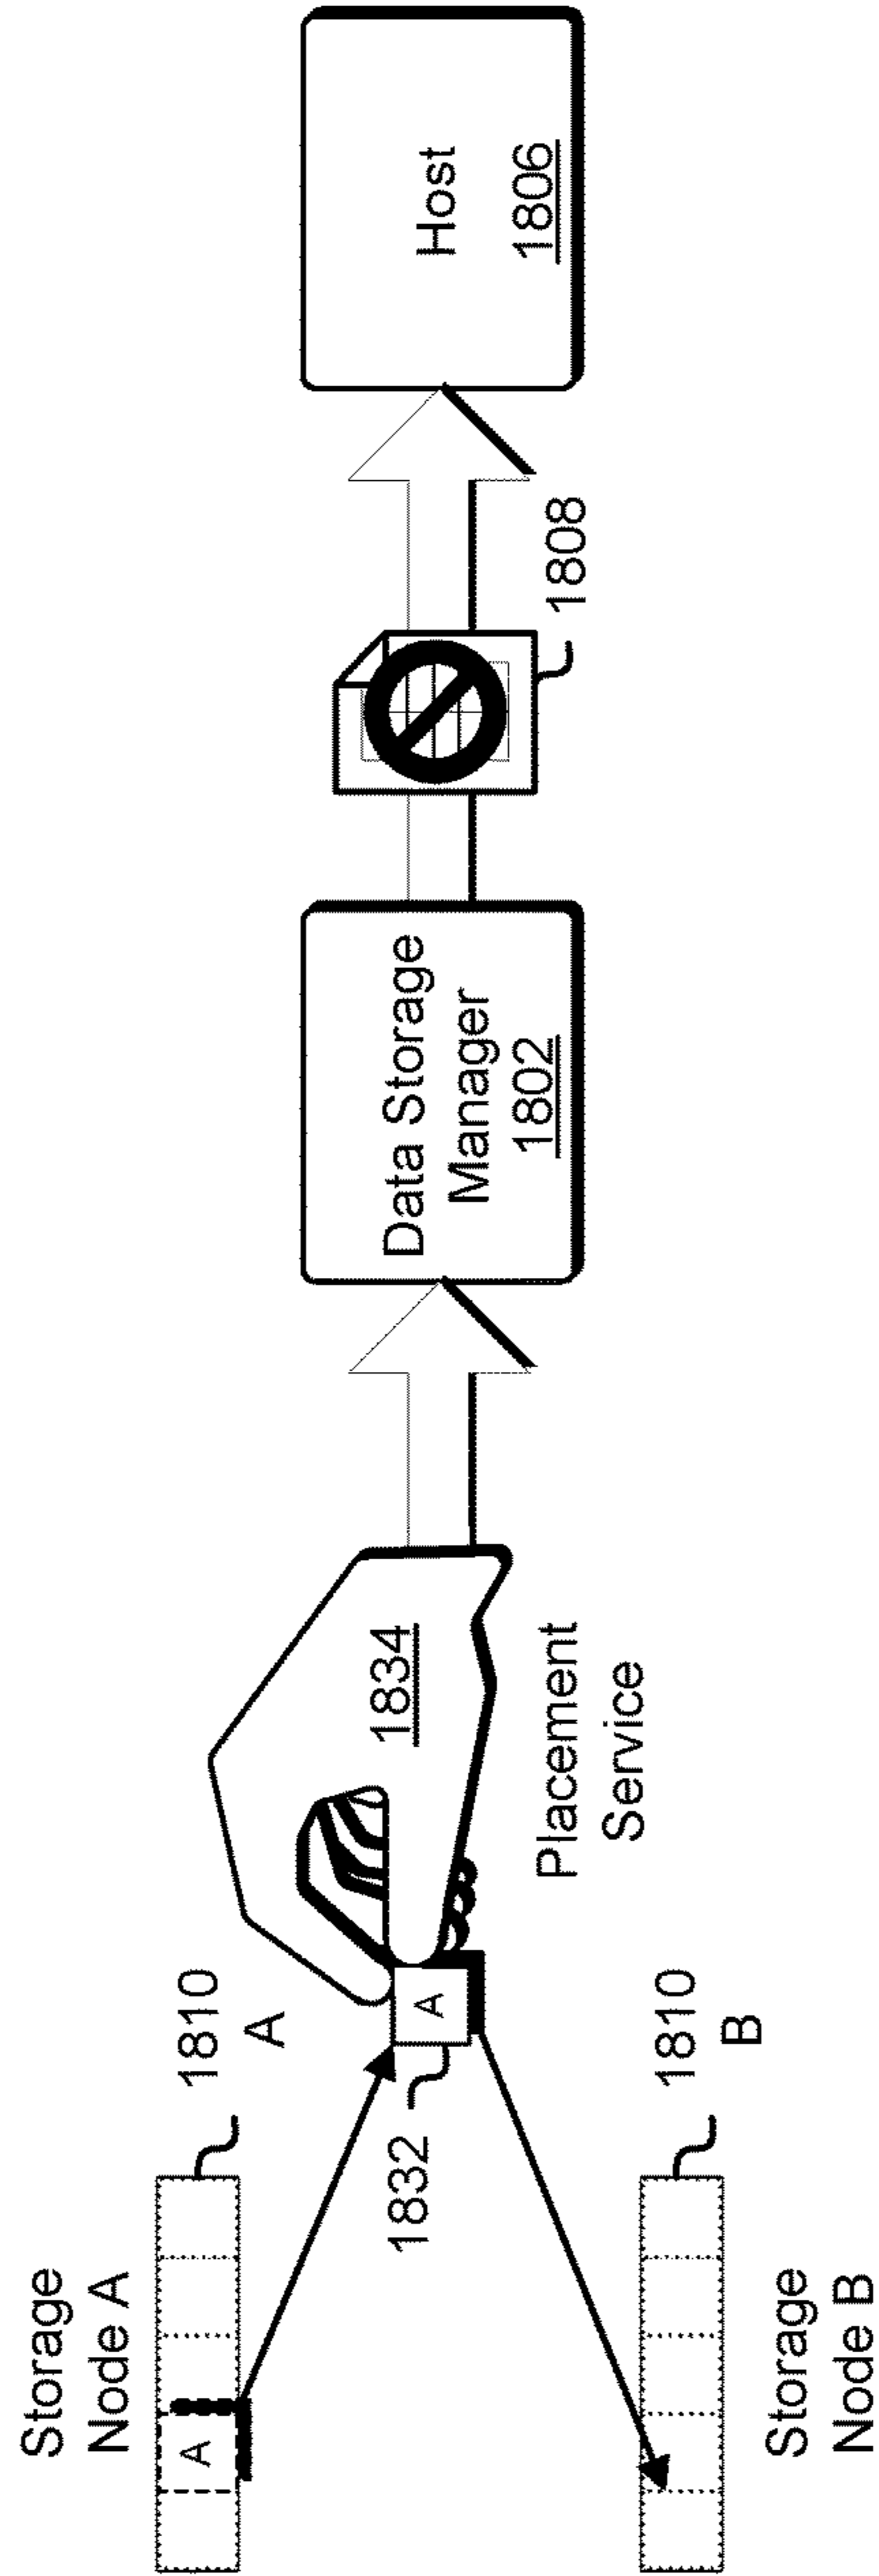 Storage
Node A
A
1810
A
A
1832
1834
Placement
Service
Storage
Node B
1810
B
Data Storage
Manager
1802
1808
Host
1806